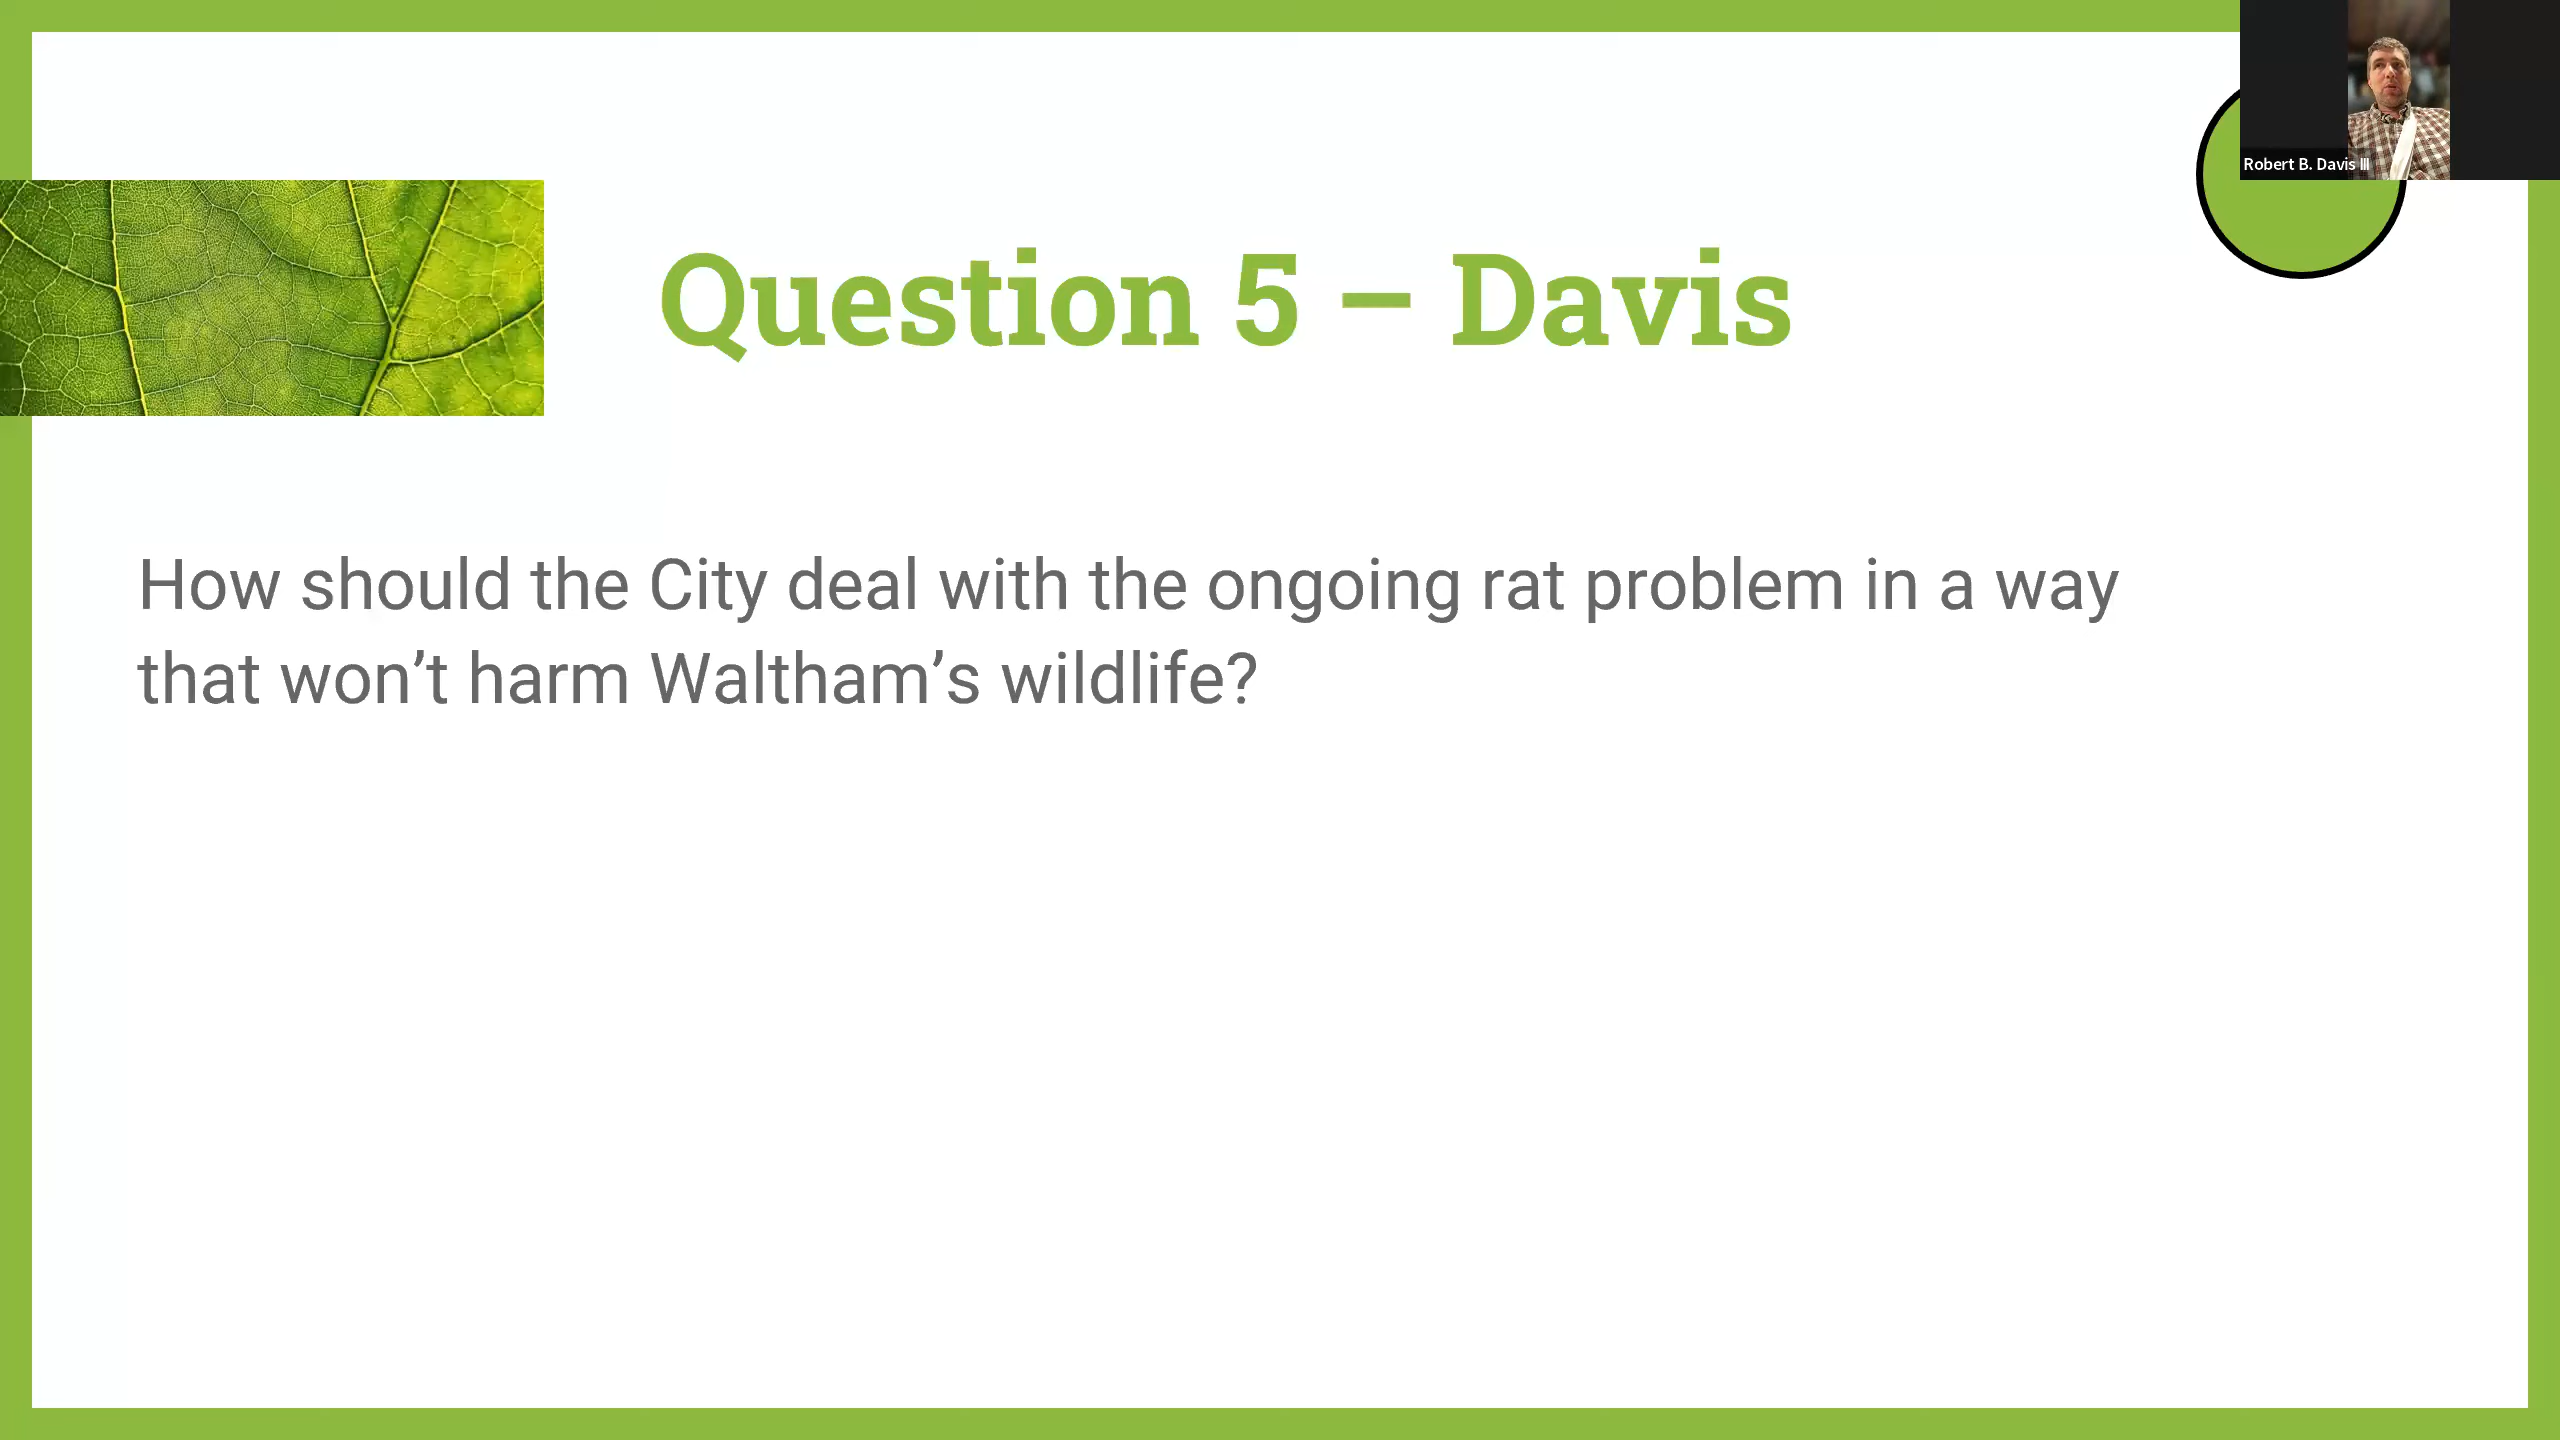 Robert B. Davis III
Question 5 – Davis
How should the City deal with the ongoing rat problem in a way
that won’t harm Waltham’s wildlife?